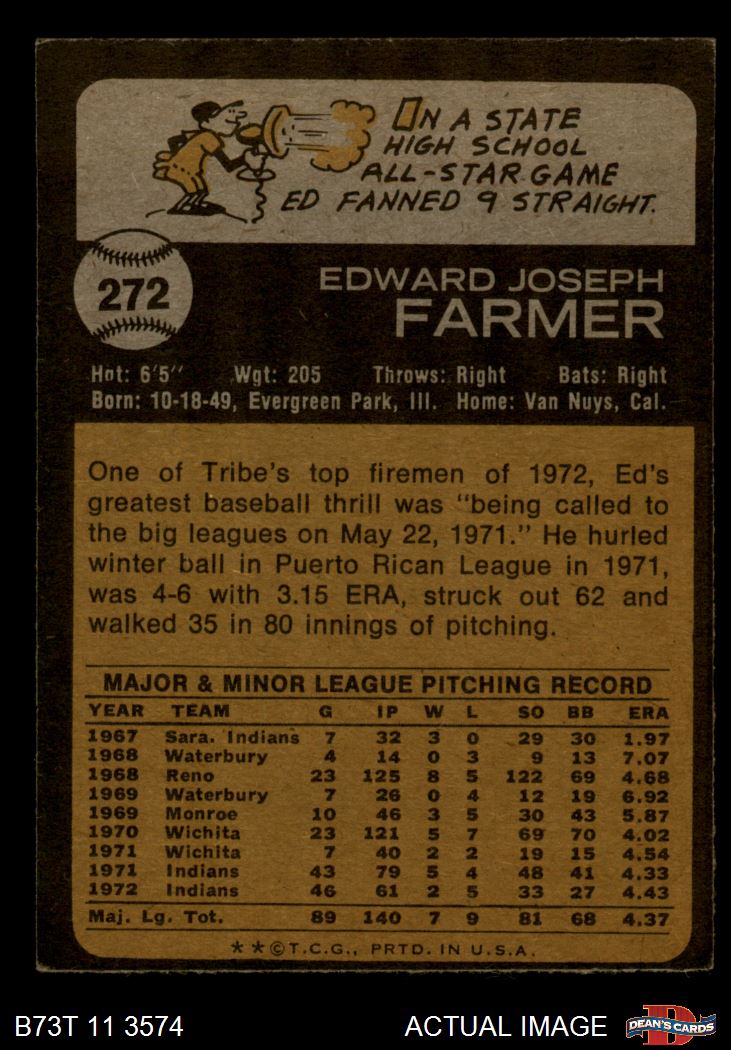 ON A STATE
HIGH SCHOOL
ALL-STAR GAME
ED FANNED 9 STRAIGHT.
272
EDWARD JOSEPH
FARMER
Hgt: 6'5" Wgt: 205 Throws: Right Bats: Right
Born: 10-18-49, Evergreen Park, Ill. Home: Van Nuys, Cal.
One of Tribe's top firemen of 1972, Ed's
greatest baseball thrill was "being called to
the big leagues on May 22, 1971." He hurled
winter ball in Puerto Rican League in 1971,
was 4-6 with 3.15 ERA, struck out 62 and
walked 35 in 80 innings of pitching.
MAJOR & MINOR LEAGUE PITCHING RECORD
YEAR TEAM G IP W L SO BB ERA
1967 Sara. Indians 7 32 3 0 29 30 1.97
1968 Waterbury 4 14 0 3 9 13 7.07
1968 Reno 23 125 8 5 122 69 4.68
1969 Waterbury 7 26 0 4 12 19 6.92
1969 Monroe 10 46 3 5 30 43 5.87
1970 Wichita 23 121 5 7 69 70 4.02
1971 Wichita 7 40 2 2 19 15 4.54
1971 Indians 43 79 5 4 48 41 4.33
1972 Indians 46 61 2 5 33 27 4.43
Maj. Lg. Tot. 89 140 7 9 81 68 4.37
* * © T.C.G., PRTD. IN U.S.A.
B73T 11 3574 ACTUAL IMAGE D DEAN'S CARDS